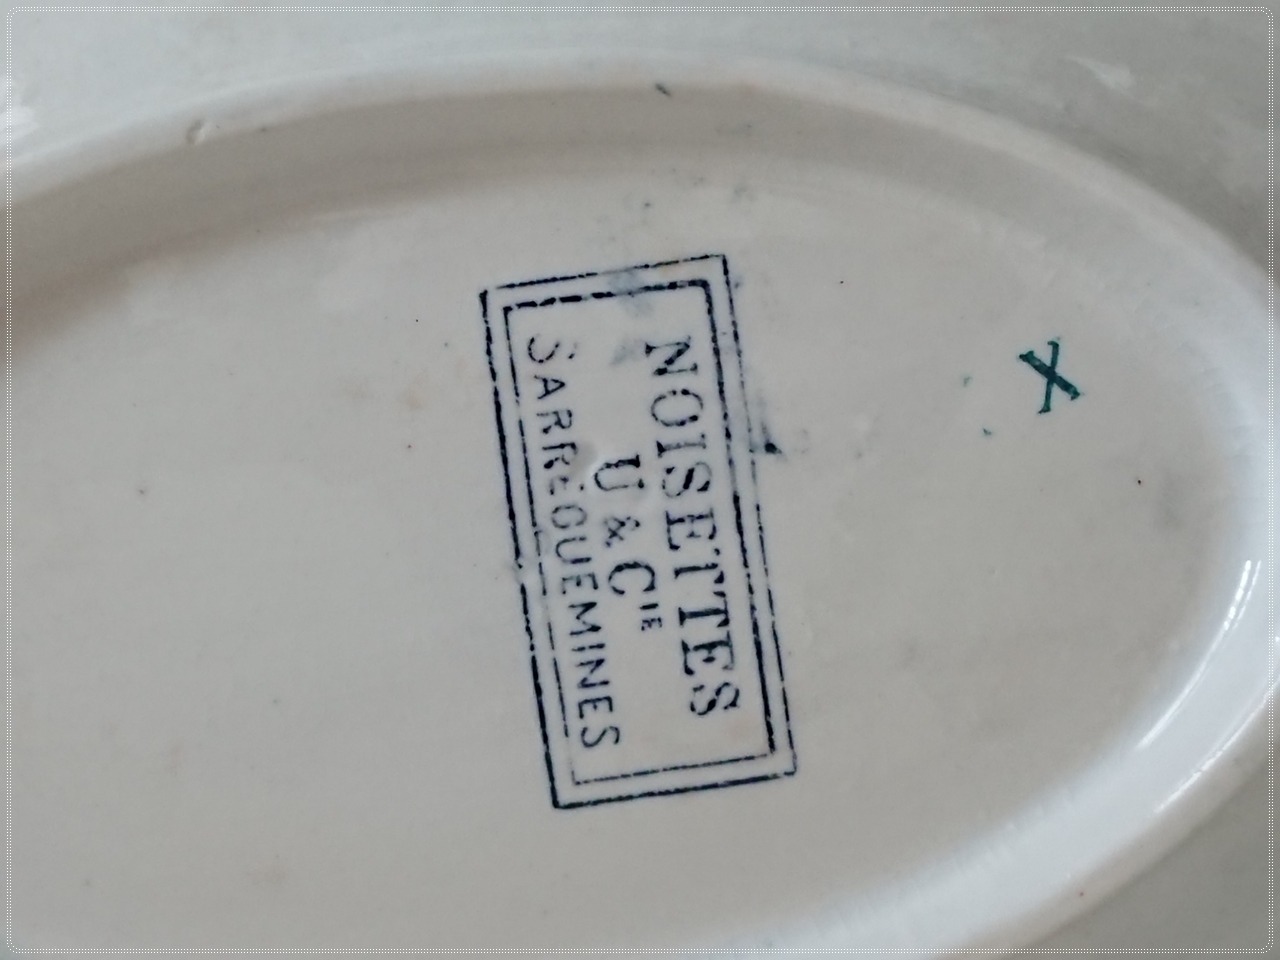 NOISETTES
U & CIE
SARREGUEMINES
X